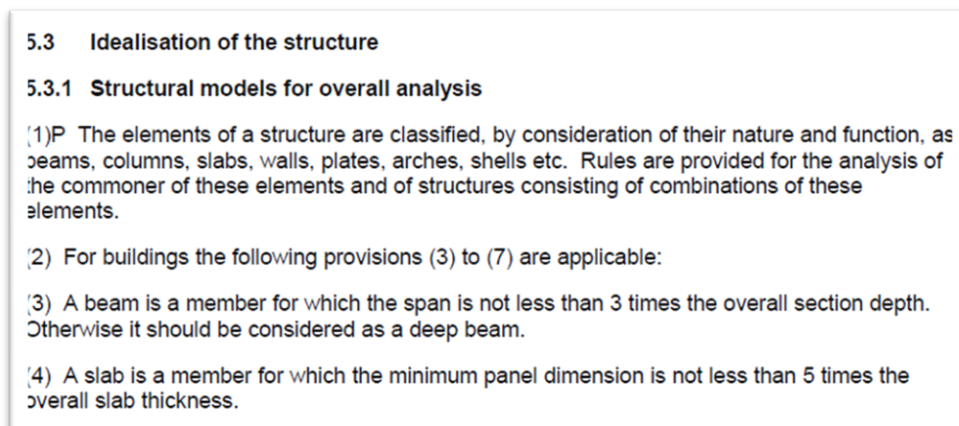 5.3 Idealisation of the structure
5.3.1 Structural models for overall analysis
(1)P The elements of a structure are classified, by consideration of their nature and function, as
beams, columns, slabs, walls, plates, arches, shells etc. Rules are provided for the analysis of
the commoner of these elements and of structures consisting of combinations of these
elements.
(2) For buildings the following provisions (3) to (7) are applicable:
(3) A beam is a member for which the span is not less than 3 times the overall section depth.
Otherwise it should be considered as a deep beam.
(4) A slab is a member for which the minimum panel dimension is not less than 5 times the
overall slab thickness.